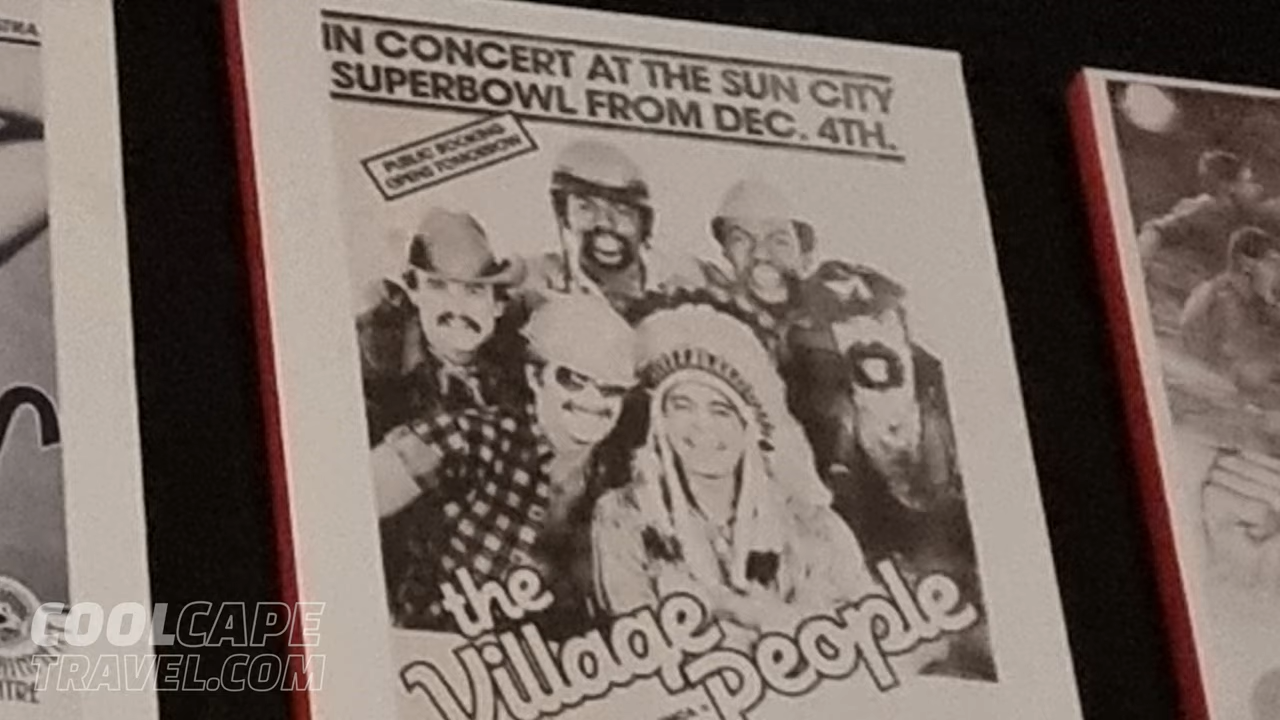 IN CONCERT AT THE SUN CITY
SUPERBOWL FROM DEC. 4TH.
PUBLIC BOOKING
OPENS TOMORROW
the
Village
People
COOLCAPE
TRAVEL.COM